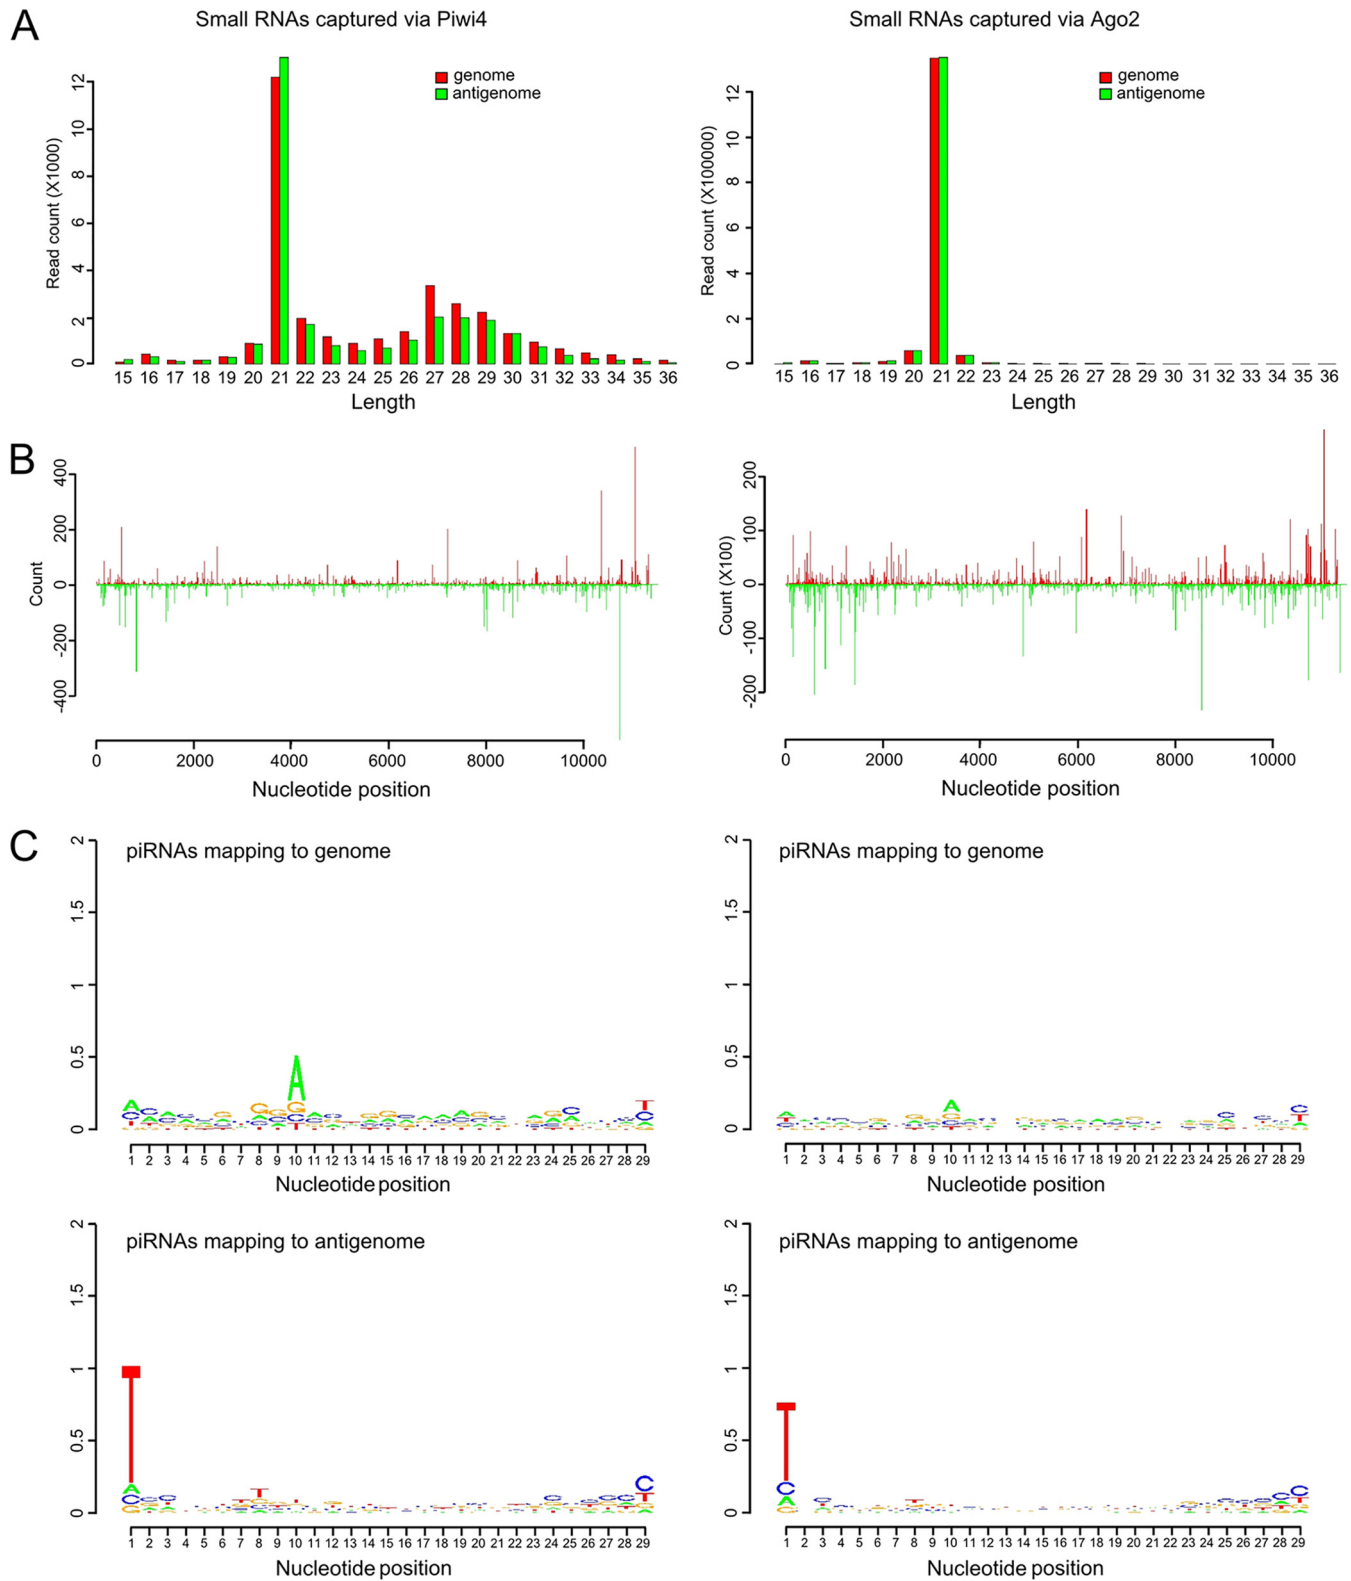 A
Small RNAs captured via Piwi4
Small RNAs captured via Ago2
genome
antigenome
genome
antigenome
Read count (X1000)
0 2 4 6 8 10 12
Read count (X100000)
0 2 4 6 8 10 12
15 16 17 18 19 20 21 22 23 24 25 26 27 28 29 30 31 32 33 34 35 36
15 16 17 18 19 20 21 22 23 24 25 26 27 28 29 30 31 32 33 34 35 36
Length
Length
B
Count
-400 -200 0 200 400
Count (X100)
-200 -100 0 100 200
0 2000 4000 6000 8000 10000
0 2000 4000 6000 8000 10000
Nucleotide position
Nucleotide position
C
piRNAs mapping to genome
piRNAs mapping to genome
0 0.5 1 1.5 2
0 0.5 1 1.5 2
1 2 3 4 5 6 7 8 9 10 11 12 13 14 15 16 17 18 19 20 21 22 23 24 25 26 27 28 29
1 2 3 4 5 6 7 8 9 10 11 12 13 14 15 16 17 18 19 20 21 22 23 24 25 26 27 28 29
Nucleotide position
Nucleotide position
piRNAs mapping to antigenome
piRNAs mapping to antigenome
0 0.5 1 1.5 2
0 0.5 1 1.5 2
1 2 3 4 5 6 7 8 9 10 11 12 13 14 15 16 17 18 19 20 21 22 23 24 25 26 27 28 29
1 2 3 4 5 6 7 8 9 10 11 12 13 14 15 16 17 18 19 20 21 22 23 24 25 26 27 28 29
Nucleotide position
Nucleotide position